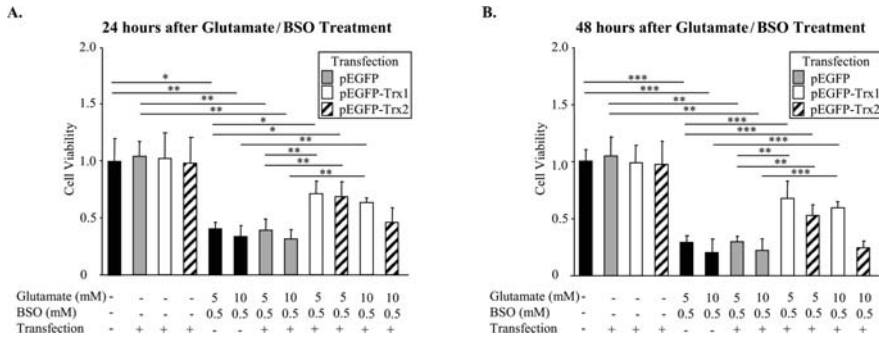 A.
24 hours after Glutamate/BSO Treatment
2.0
1.5
1.0
0.5
0
Cell Viability
Transfection
pEGFP
pEGFP-Trx1
pEGFP-Trx2
*
**
**
**
*
*
**
**
**
**
Glutamate (mM) - - - - 5 10 5 10 5 5 10 10
BSO (mM) - - - - 0.5 0.5 0.5 0.5 0.5 0.5 0.5 0.5
Transfection - + + + - - + + + + + +
B.
48 hours after Glutamate/BSO Treatment
2.0
1.5
1.0
0.5
0
Cell Viability
Transfection
pEGFP
pEGFP-Trx1
pEGFP-Trx2
***
***
**
**
***
***
***
**
**
***
Glutamate (mM) - - - - 5 10 5 10 5 5 10 10
BSO (mM) - - - - 0.5 0.5 0.5 0.5 0.5 0.5 0.5 0.5
Transfection - + + + - - + + + + + +